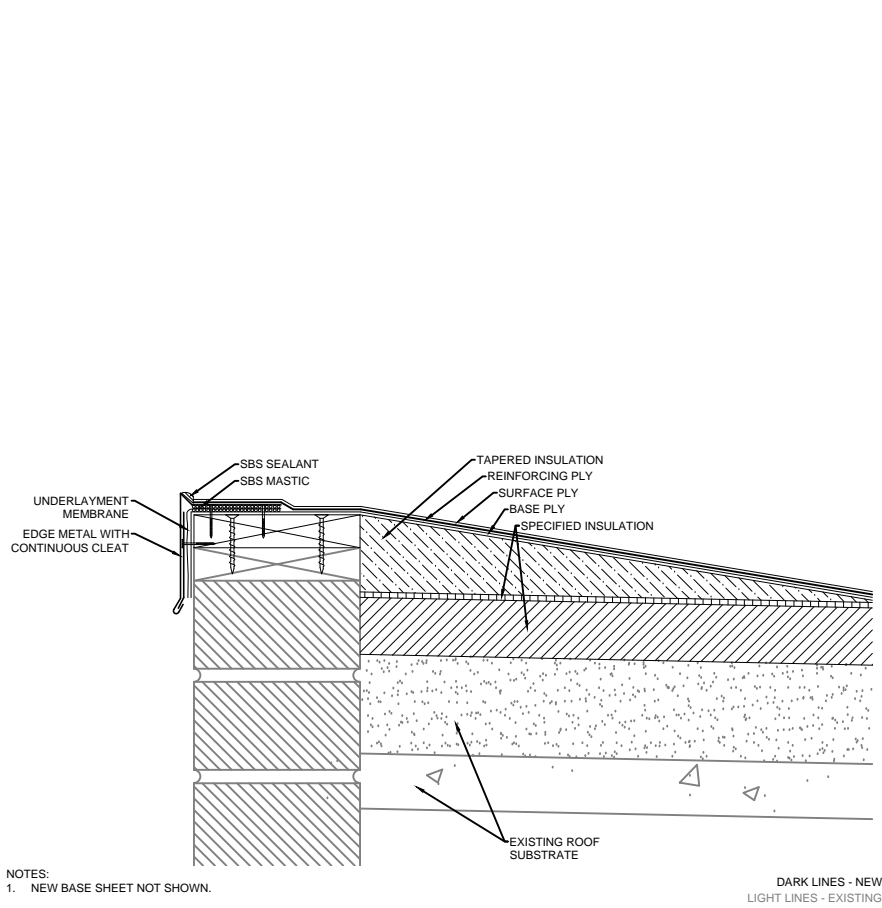 SBS SEALANT
SBS MASTIC
UNDERLAYMENT
MEMBRANE
EDGE METAL WITH
CONTINUOUS CLEAT
TAPERED INSULATION
REINFORCING PLY
SURFACE PLY
BASE PLY
SPECIFIED INSULATION
EXISTING ROOF
SUBSTRATE
NOTES:
1. NEW BASE SHEET NOT SHOWN.
DARK LINES - NEW
LIGHT LINES - EXISTING